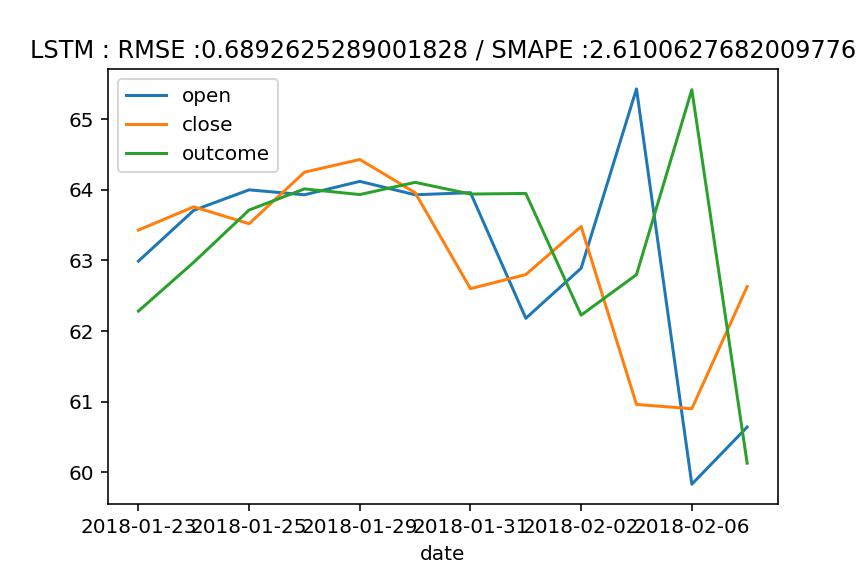 LSTM : RMSE :0.6892625289001828 / SMAPE :2.6100627682009776
open
close
outcome
65
64
63
62
61
60
2018-01-23 2018-01-25 2018-01-29 2018-01-31 2018-02-02 2018-02-06
date